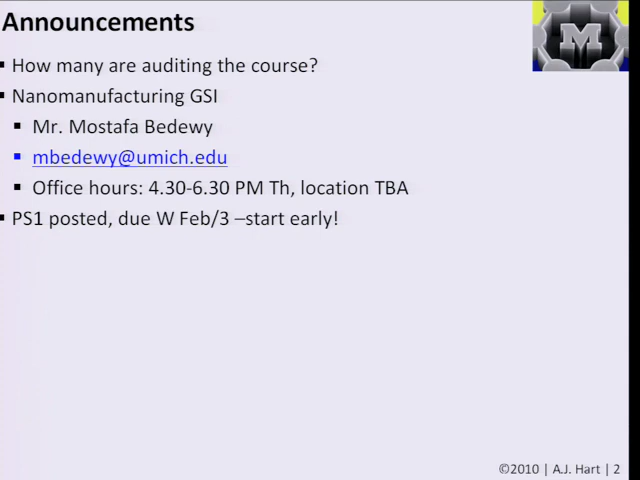 Announcements
▪ How many are auditing the course?
▪ Nanomanufacturing GSI
▪ Mr. Mostafa Bedewy
▪ mbedewy@umich.edu
▪ Office hours: 4.30-6.30 PM Th, location TBA
▪ PS1 posted, due W Feb/3 –start early!
M
©2010 | A.J. Hart | 2